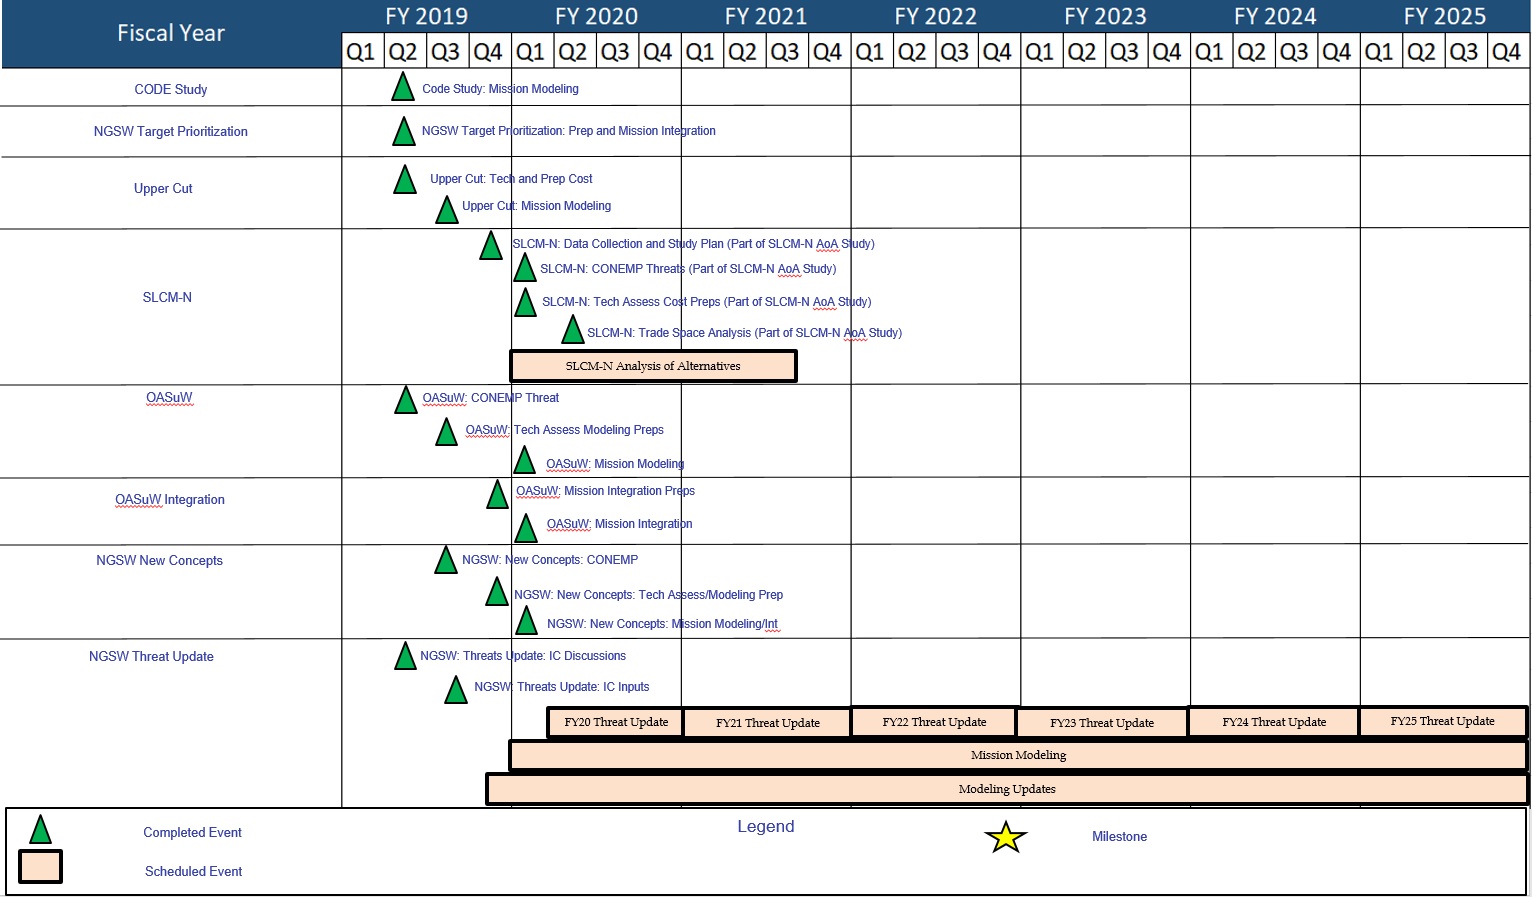 Fiscal Year
FY 2019 FY 2020 FY 2021 FY 2022 FY 2023 FY 2024 FY 2025
Q1 Q2 Q3 Q4 Q1 Q2 Q3 Q4 Q1 Q2 Q3 Q4 Q1 Q2 Q3 Q4 Q1 Q2 Q3 Q4 Q1 Q2 Q3 Q4 Q1 Q2 Q3 Q4
CODE Study
Code Study: Mission Modeling
NGSW Target Prioritization
NGSW Target Prioritization: Prep and Mission Integration
Upper Cut
Upper Cut: Tech and Prep Cost
Upper Cut: Mission Modeling
SLCM-N
SLCM-N: Data Collection and Study Plan (Part of SLCM-N AoA Study)
SLCM-N: CONEMP Threats (Part of SLCM-N AoA Study)
SLCM-N: Tech Assess Cost Preps (Part of SLCM-N AoA Study)
SLCM-N: Trade Space Analysis (Part of SLCM-N AoA Study)
SLCM-N Analysis of Alternatives
OASuW
OASuW: CONEMP Threat
OASuW: Tech Assess Modeling Preps
OASuW: Mission Modeling
OASuW Integration
OASuW: Mission Integration Preps
OASuW: Mission Integration
NGSW New Concepts
NGSW: New Concepts: CONEMP
NGSW: New Concepts: Tech Assess/Modeling Prep
NGSW: New Concepts: Mission Modeling/Int
NGSW Threat Update
NGSW: Threats Update: IC Discussions
NGSW: Threats Update: IC Inputs
FY20 Threat Update FY21 Threat Update FY22 Threat Update FY23 Threat Update FY24 Threat Update FY25 Threat Update
Mission Modeling
Modeling Updates
Legend
Completed Event
Milestone
Scheduled Event